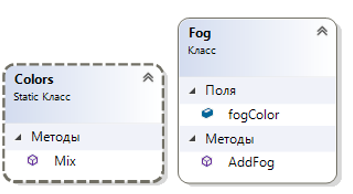 Colors
Static Класс
Методы
Mix
Fog
Класс
Поля
fogColor
Методы
AddFog